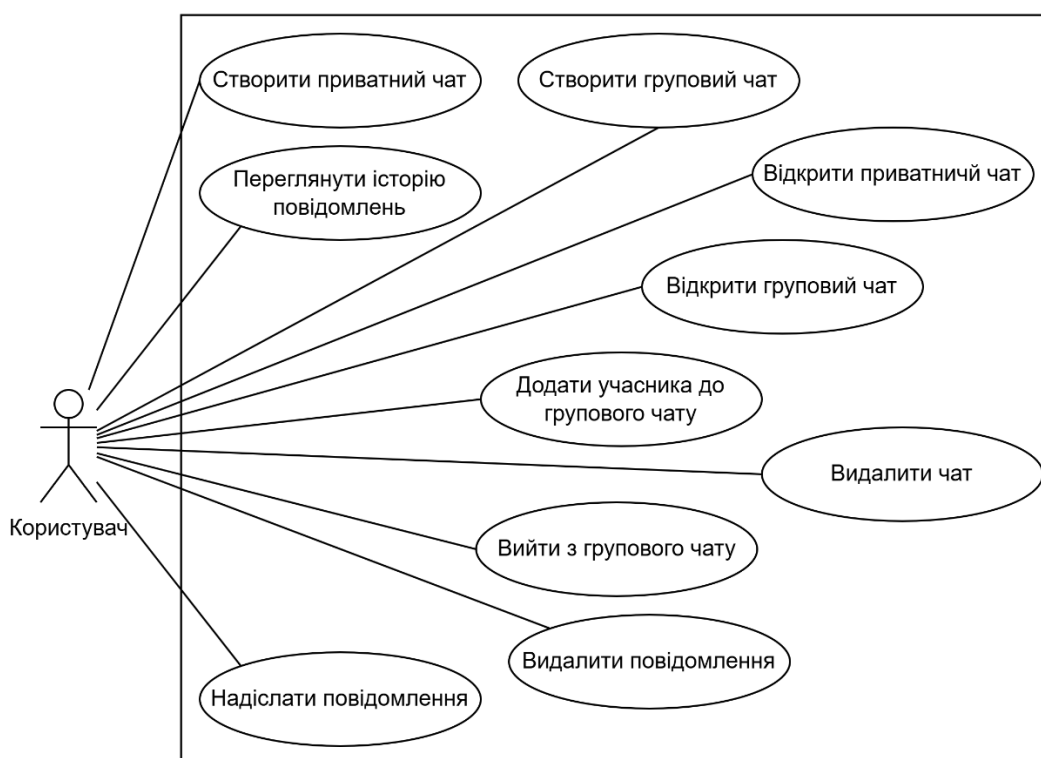 Створити приватний чат
Створити груповий чат
Переглянути історію
повідомлень
Відкрити приватничй чат
Відкрити груповий чат
Додати учасника до
групового чату
Видалити чат
Користувач
Вийти з групового чату
Видалити повідомлення
Надіслати повідомлення